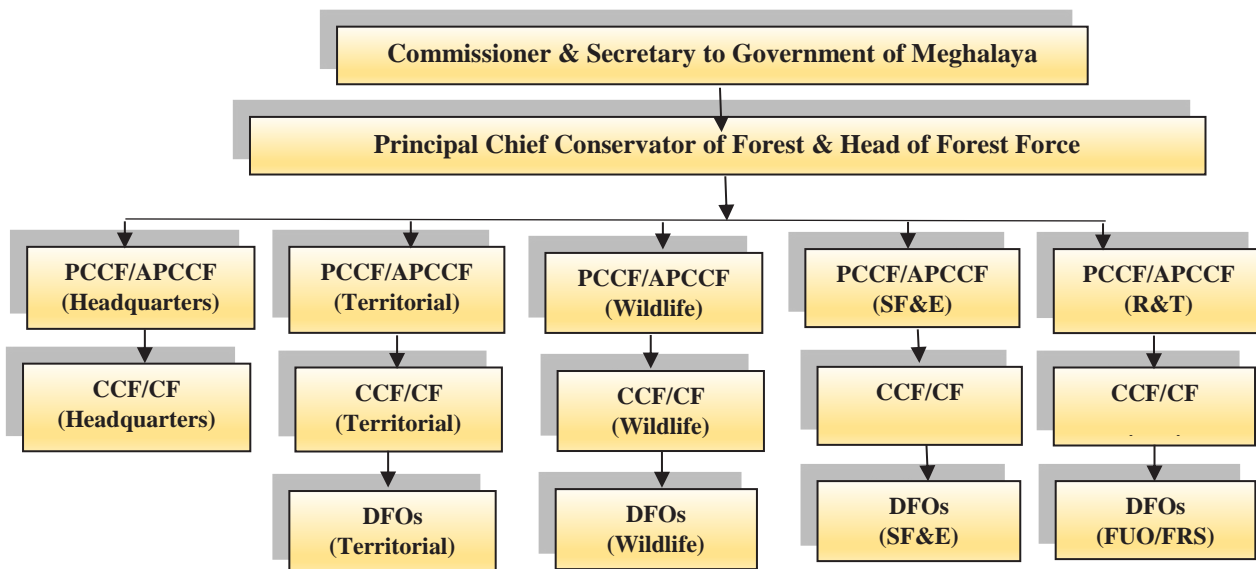 Commissioner & Secretary to Government of Meghalaya
Principal Chief Conservator of Forest & Head of Forest Force
PCCF/APCCF
(Headquarters)
PCCF/APCCF
(Territorial)
PCCF/APCCF
(Wildlife)
PCCF/APCCF
(SF&E)
PCCF/APCCF
(R&T)
CCF/CF
(Headquarters)
CCF/CF
(Territorial)
CCF/CF
(Wildlife)
CCF/CF
CCF/CF
DFOs
(Territorial)
DFOs
(Wildlife)
DFOs
(SF&E)
DFOs
(FUO/FRS)